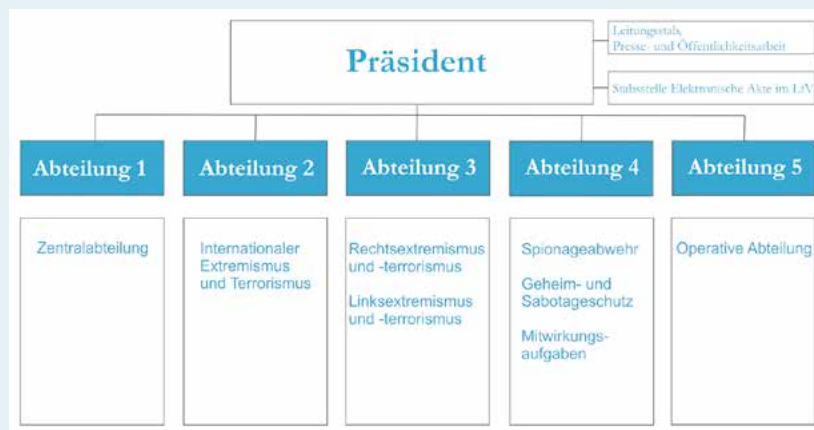 Präsident
Leitungsstab,
Presse- und Öffentlichkeitsarbeit
Stabsstelle Elektronische Akte im LfV
Abteilung 1
Abteilung 2
Abteilung 3
Abteilung 4
Abteilung 5
Zentralabteilung
Internationaler
Extremismus
und Terrorismus
Rechtsextremismus
und -terrorismus
Linksextremismus
und -terrorismus
Spionageabwehr
Geheim- und
Sabotageschutz
Mitwirkungs-
aufgaben
Operative Abteilung